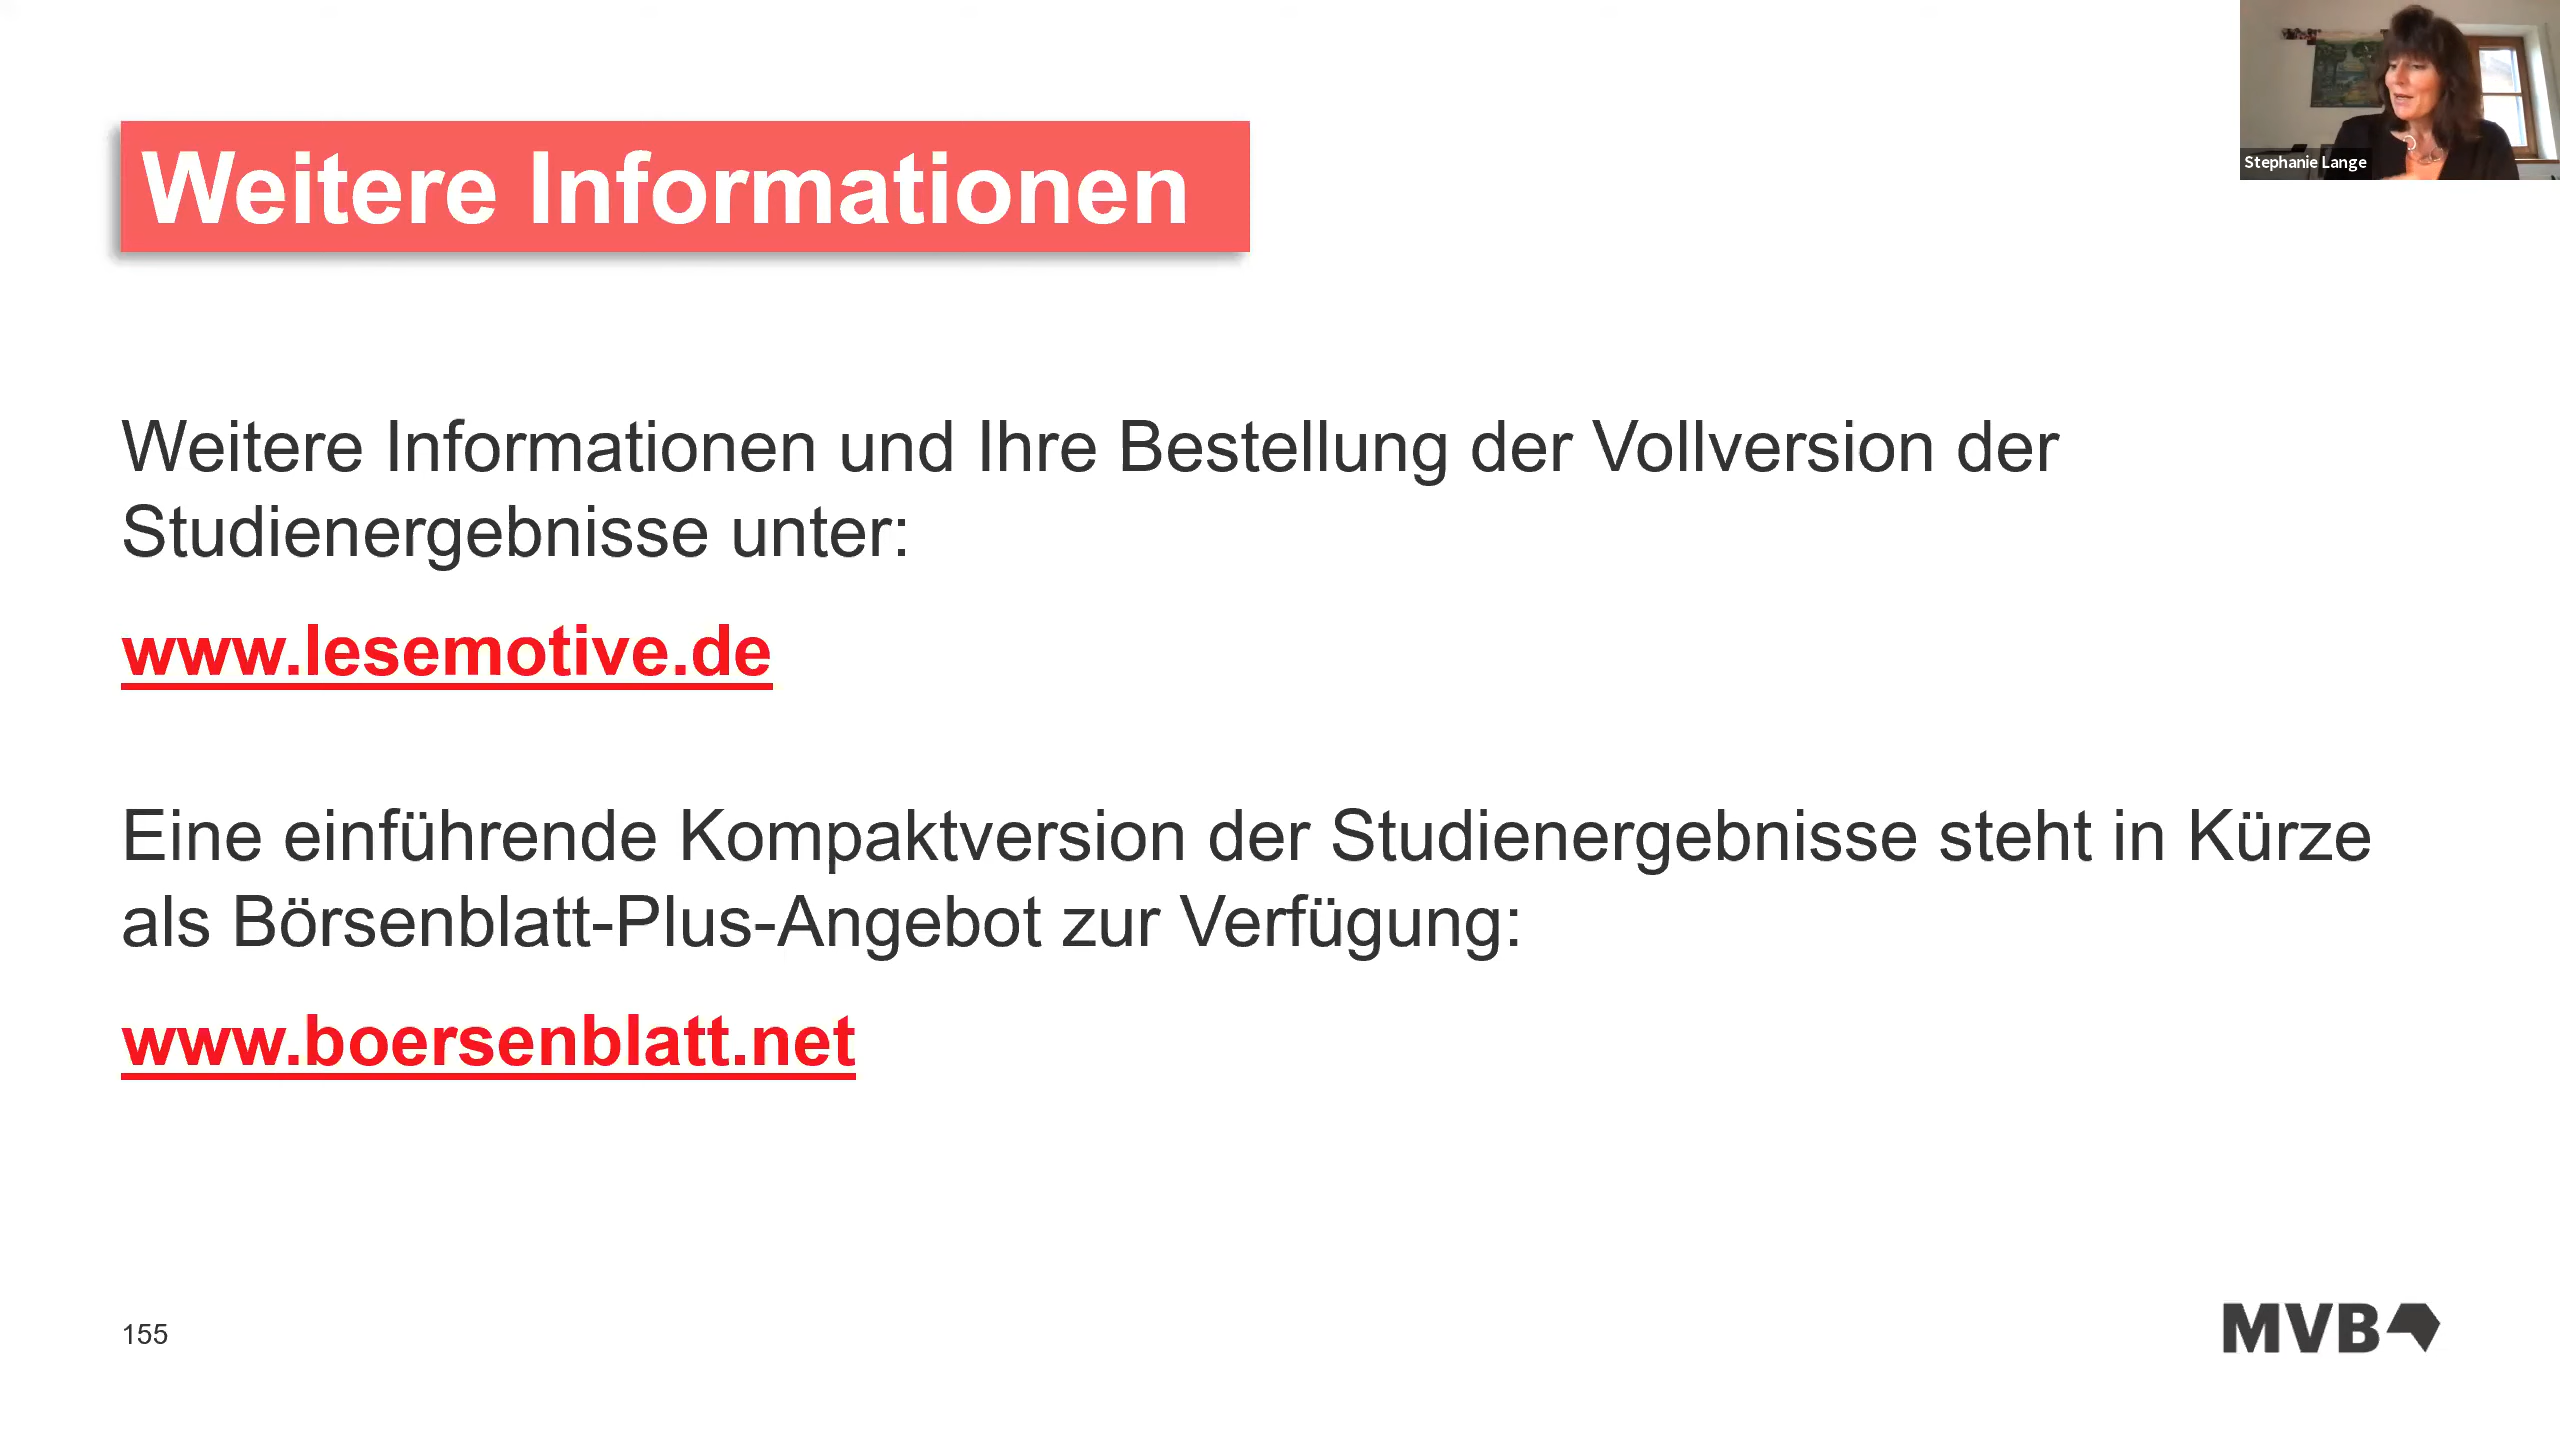 Stephanie Lange
Weitere Informationen
Weitere Informationen und Ihre Bestellung der Vollversion der
Studienergebnisse unter:
www.lesemotive.de
Eine einführende Kompaktversion der Studienergebnisse steht in Kürze
als Börsenblatt-Plus-Angebot zur Verfügung:
www.boersenblatt.net
155
MVB